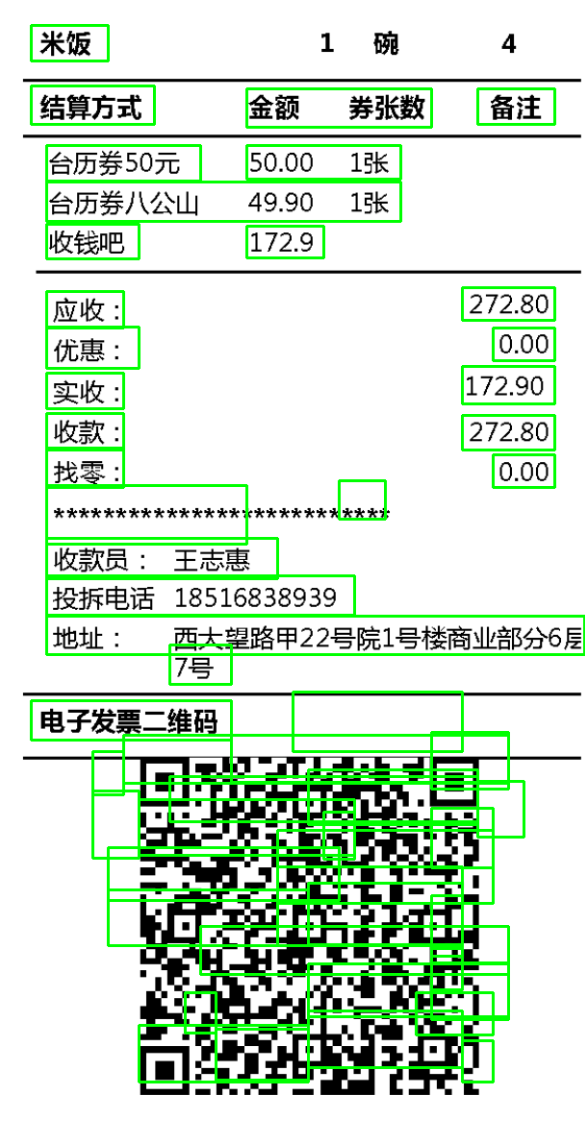 米饭 1 碗 4
结算方式 金额 券张数 备注
台历券50元 50.00 1张
台历券八公山 49.90 1张
收钱吧 172.9
应收： 272.80
优惠： 0.00
实收： 172.90
收款： 272.80
找零： 0.00
***************************
收款员： 王志惠
投拆电话 18516838939
地址： 西大望路甲22号院1号楼商业部分6层
7号
电子发票二维码